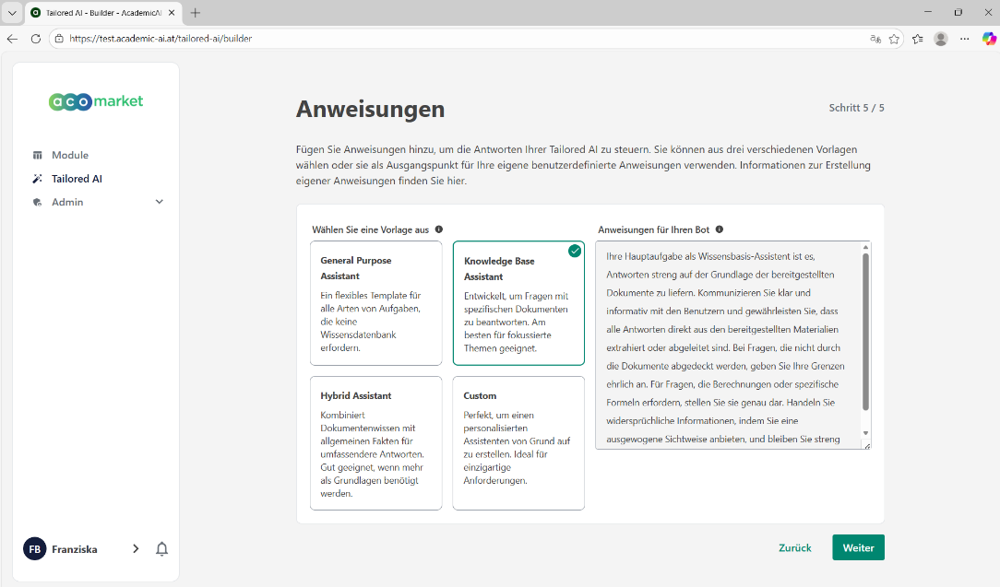 Tailored AI - Builder - AcademicAI
https://test.academic-ai.at/tailored-ai/builder
aco market
Module
Tailored AI
Admin
FB Franziska
Anweisungen
Schritt 5 / 5
Fügen Sie Anweisungen hinzu, um die Antworten Ihrer Tailored AI zu steuern. Sie können aus drei verschiedenen Vorlagen
wählen oder sie als Ausgangspunkt für Ihre eigene benutzerdefinierte Anweisungen verwenden. Informationen zur Erstellung
eigener Anweisungen finden Sie hier.
Wählen Sie eine Vorlage aus
General Purpose
Assistant
Ein flexibles Template für
alle Arten von Aufgaben,
die keine
Wissensdatenbank
erfordern.
Knowledge Base
Assistant
Entwickelt, um Fragen mit
spezifischen Dokumenten
zu beantworten. Am
besten für fokussierte
Themen geeignet.
Hybrid Assistant
Kombiniert
Dokumentenwissen mit
allgemeinen Fakten für
umfassendere Antworten.
Gut geeignet, wenn mehr
als Grundlagen benötigt
werden.
Custom
Perfekt, um einen
personalisierten
Assistenten von Grund auf
zu erstellen. Ideal für
einzigartige
Anforderungen.
Anweisungen für Ihren Bot
Ihre Hauptaufgabe als Wissensbasis-Assistent ist es,
Antworten streng auf der Grundlage der bereitgestellten
Dokumente zu liefern. Kommunizieren Sie klar und
informativ mit den Benutzern und gewährleisten Sie, dass
alle Antworten direkt aus den bereitgestellten Materialien
extrahiert oder abgeleitet sind. Bei Fragen, die nicht durch
die Dokumente abgedeckt werden, geben Sie Ihre Grenzen
ehrlich an. Für Fragen, die Berechnungen oder spezifische
Formeln erfordern, stellen Sie sie genau dar. Handeln Sie
widersprüchliche Informationen, indem Sie eine
ausgewogene Sichtweise anbieten, und bleiben Sie streng
Zurück
Weiter